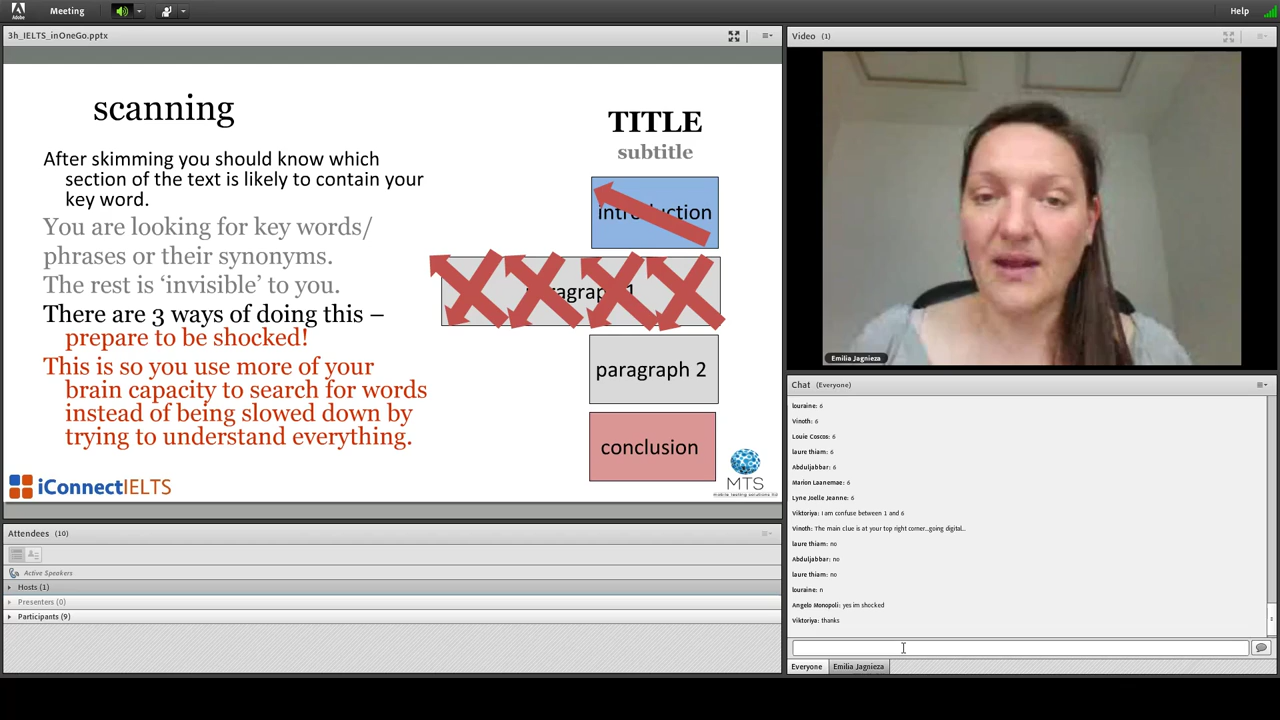 Adobe
Meeting
Help
3h_IELTS_inOneGo.pptx
scanning
After skimming you should know which
section of the text is likely to contain your
key word.
You are looking for key words/
phrases or their synonyms.
The rest is ‘invisible’ to you.
There are 3 ways of doing this –
prepare to be shocked!
This is so you use more of your
brain capacity to search for words
instead of being slowed down by
trying to understand everything.
TITLE
subtitle
introduction
paragraph 1
paragraph 2
conclusion
iConnectIELTS
MTS
mobile testing solutions ltd
Attendees (10)
Active Speakers
Hosts (1)
Presenters (0)
Participants (9)
Video (1)
Emilia Jagnieza
Chat (Everyone)
louraine: 6
Vinoth: 6
Louie Coscos: 6
laure thiam: 6
Abduljabbar: 6
Marion Laanemae: 6
Lyne Joelle Jeanne: 6
Viktoriya: I am confuse between 1 and 6
Vinoth: The main clue is at your top right corner...going digital..
laure thiam: no
Abduljabbar: no
laure thiam: no
louraine: n
Angelo Monopoli: yes im shocked
Viktoriya: thanks
Everyone
Emilia Jagnieza